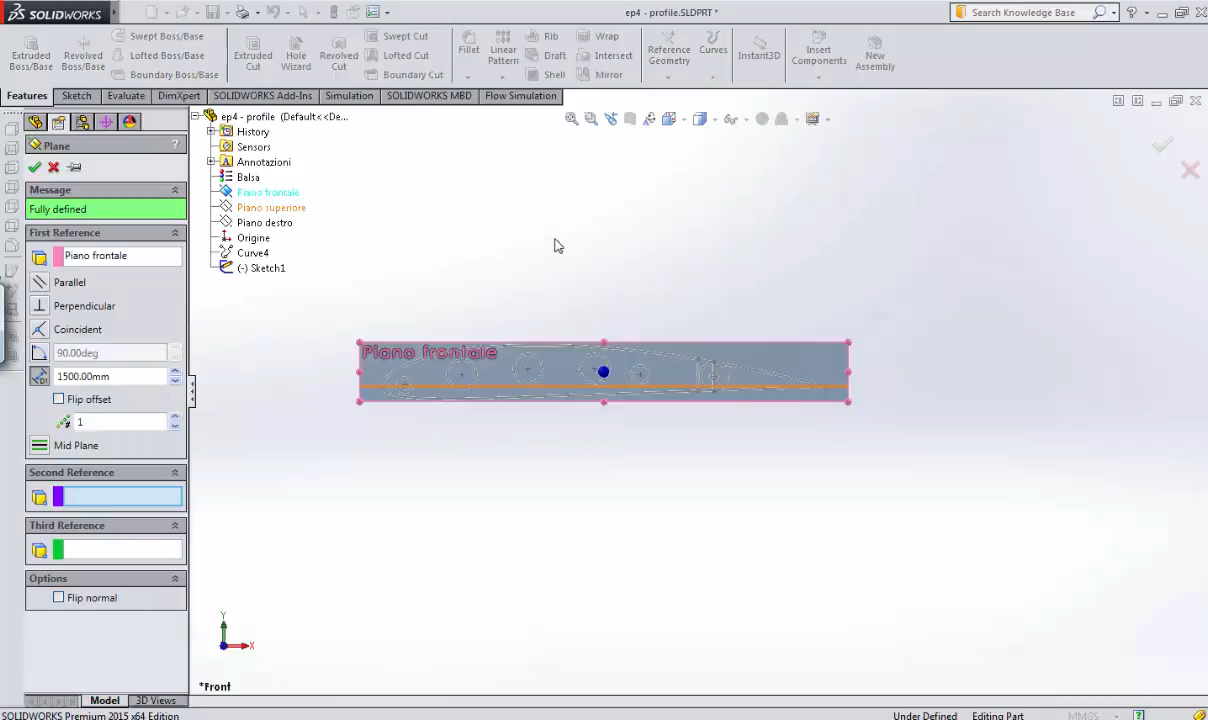 SOLIDWORKS
ep4 - profile.SLDPRT *
Search Knowledge Base
?
Extruded Boss/Base
Revolved Boss/Base
Swept Boss/Base
Lofted Boss/Base
Boundary Boss/Base
Extruded Cut
Hole Wizard
Revolved Cut
Swept Cut
Lofted Cut
Boundary Cut
Fillet
Linear Pattern
Rib
Draft
Shell
Wrap
Intersect
Mirror
Reference Geometry
Curves
Instant3D
Insert Components
New Assembly
Features
Sketch
Evaluate
DimXpert
SOLIDWORKS Add-Ins
Simulation
SOLIDWORKS MBD
Flow Simulation
Plane
?
Message
Fully defined
First Reference
Piano frontale
Parallel
Perpendicular
Coincident
90.00deg
1500.00mm
Flip offset
1
Mid Plane
Second Reference
Third Reference
Options
Flip normal
ep4 - profile (Default<<De...
History
Sensors
Annotazioni
Balsa
Piano frontale
Piano superiore
Piano destro
Origine
Curve4
(-) Sketch1
Piano frontale
Y
X
*Front
Model
3D Views
SOLIDWORKS Premium 2015 x64 Edition
Under Defined
Editing Part
MMGS
?